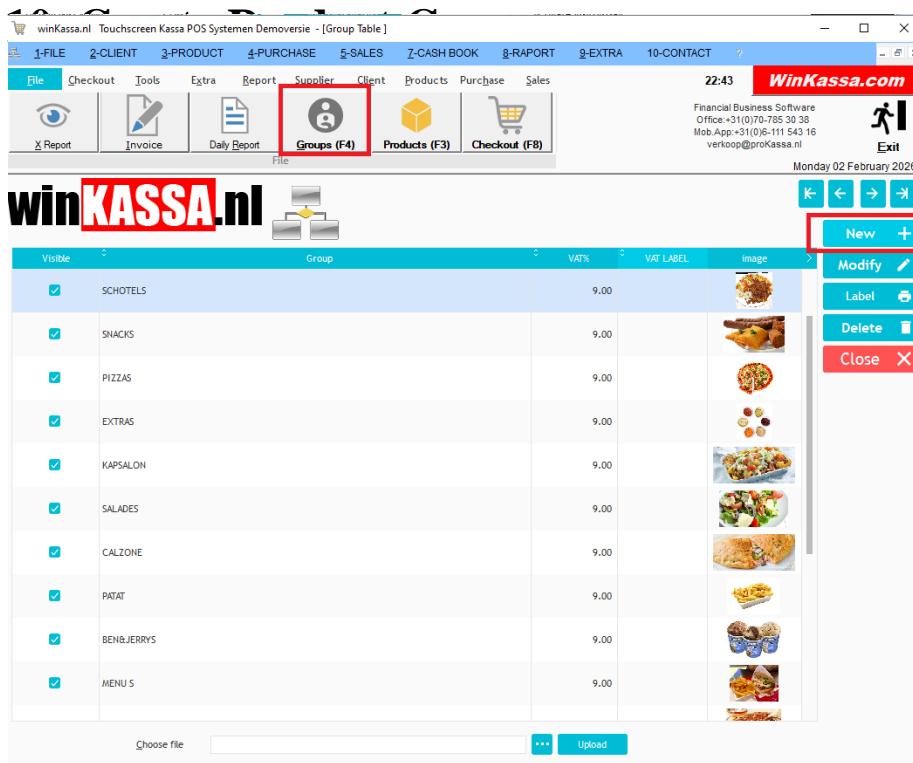 winKassa.nl Touchscreen Kassa POS Systemen Demoversie - [Group Table ]
1-FILE 2-CLIENT 3-PRODUCT 4-PURCHASE 5-SALES 7-CASH BOOK 8-RAPORT 9-EXTRA 10-CONTACT ?
File Checkout Tools Extra Report Supplier Client Products Purchase Sales 22:43 WinKassa.com
Financial Business Software
Office:+31(0)70-785 30 38
Mob.App:+31(0)6-111 543 16
verkoop@proKassa.nl
X Report Invoice Daily Report Groups (F4) Products (F3) Checkout (F8) Exit
File
Monday 02 February 2026
winKASSA.nl
New
Modify
Label
Delete
Close
Visible Group VAT% VAT LABEL image
SCHOTELS 9.00
SNACKS 9.00
PIZZAS 9.00
EXTRAS 9.00
KAPSALON 9.00
SALADES 9.00
CALZONE 9.00
PATAT 9.00
BEN&JERRYS 9.00
MENU S 9.00
Choose file ... Upload